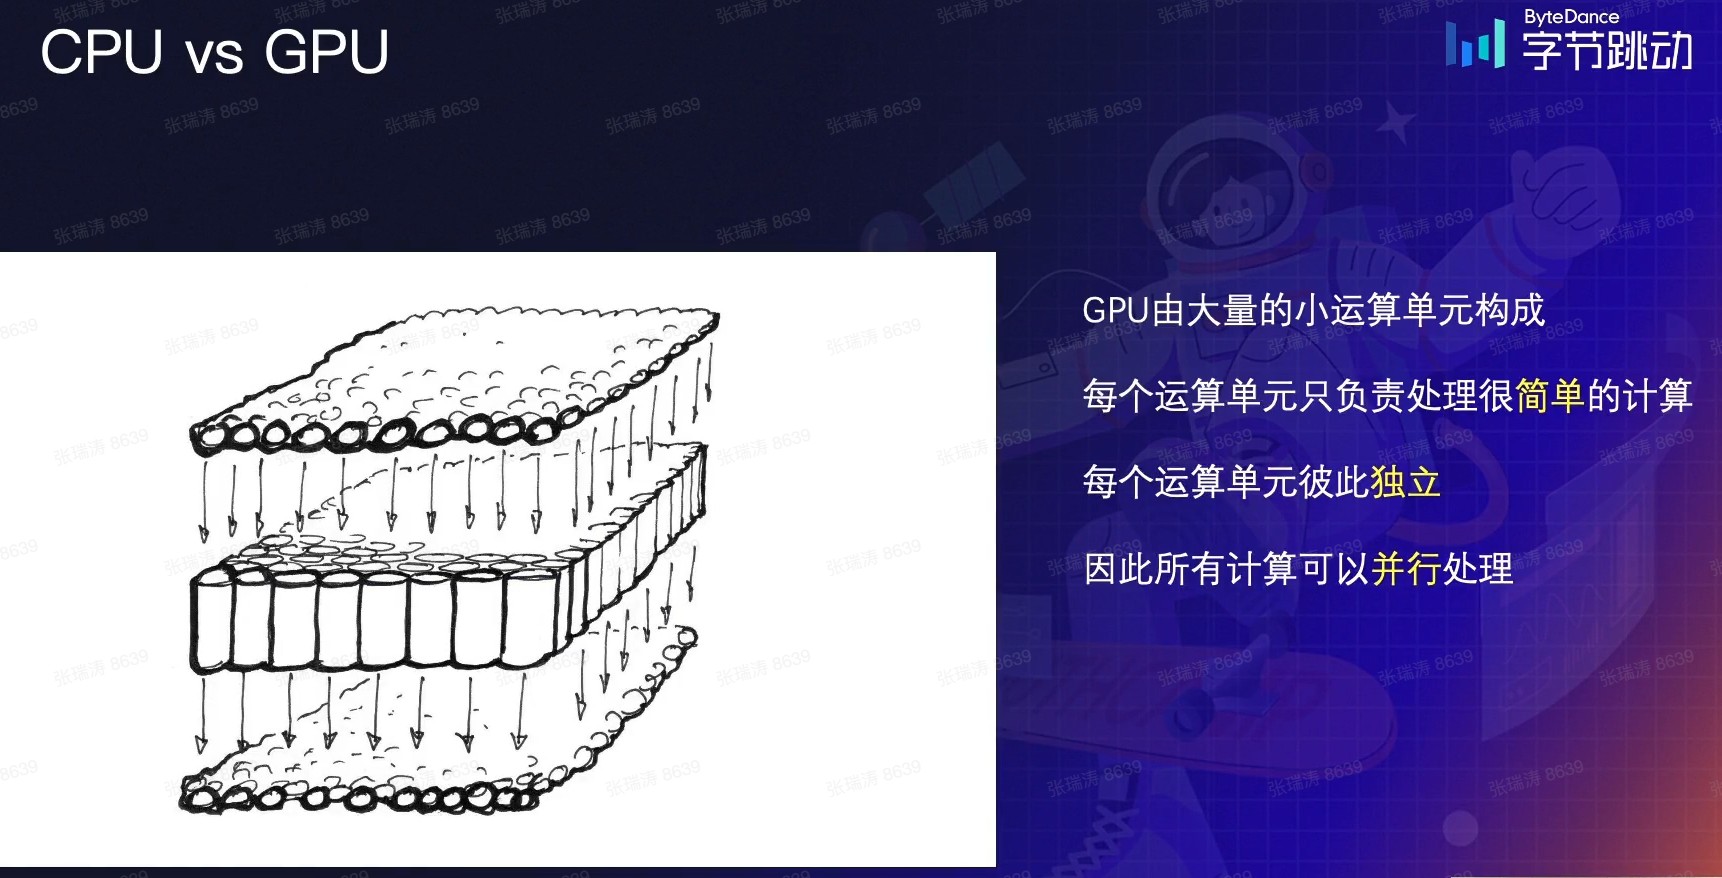 CPU vs GPU
ByteDance
字节跳动
GPU由大量的小运算单元构成
每个运算单元只负责处理很简单的计算
每个运算单元彼此独立
因此所有计算可以并行处理
张瑞涛 8639